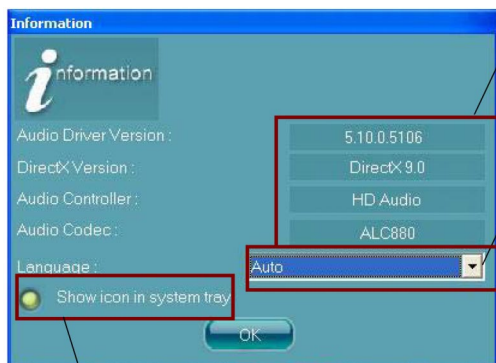 Information
information
Audio Driver Version : 5.10.0.5106
DirectX Version : DirectX 9.0
Audio Controller : HD Audio
Audio Codec : ALC880
Language : Auto
Show icon in system tray
OK